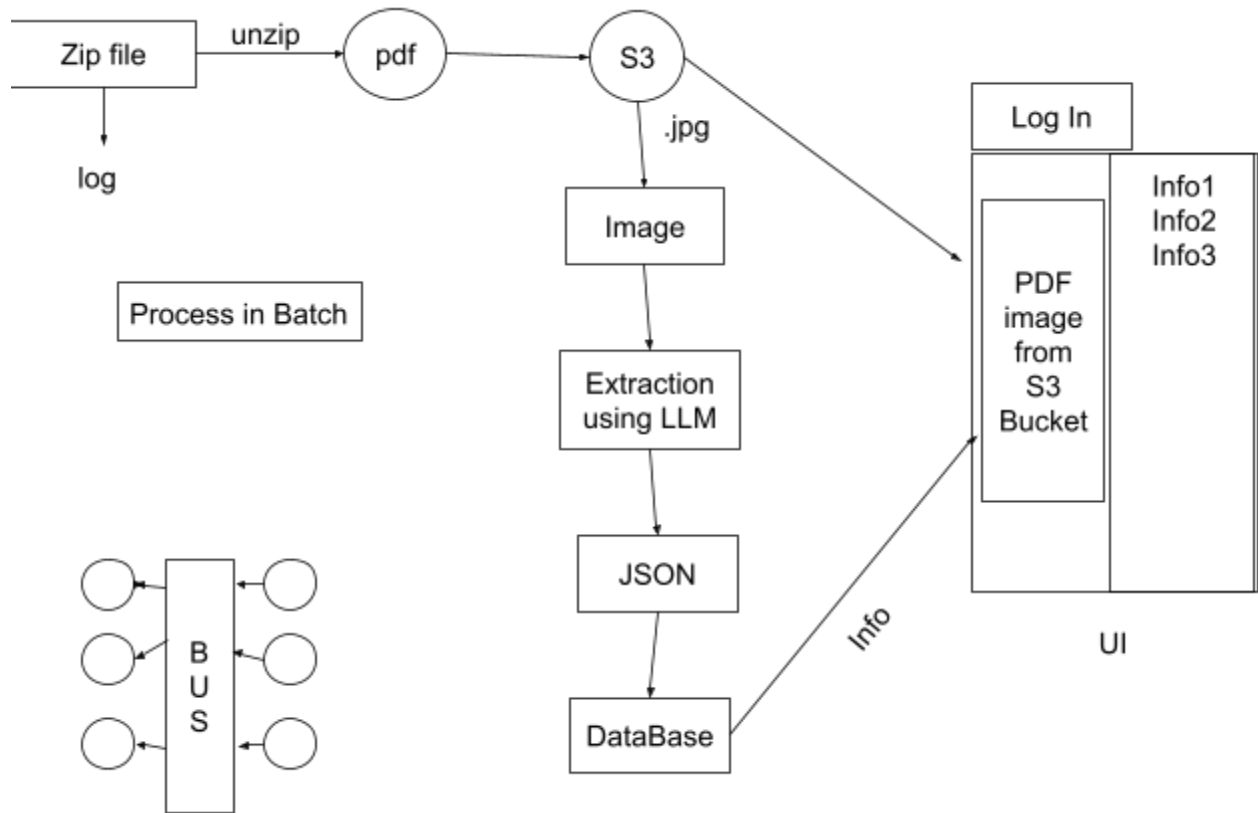 Zip file
unzip
pdf
S3
log
.jpg
Image
Process in Batch
Extraction
using LLM
JSON
DataBase
Info
B
U
S
Log In
PDF
image
from
S3
Bucket
Info1
Info2
Info3
UI